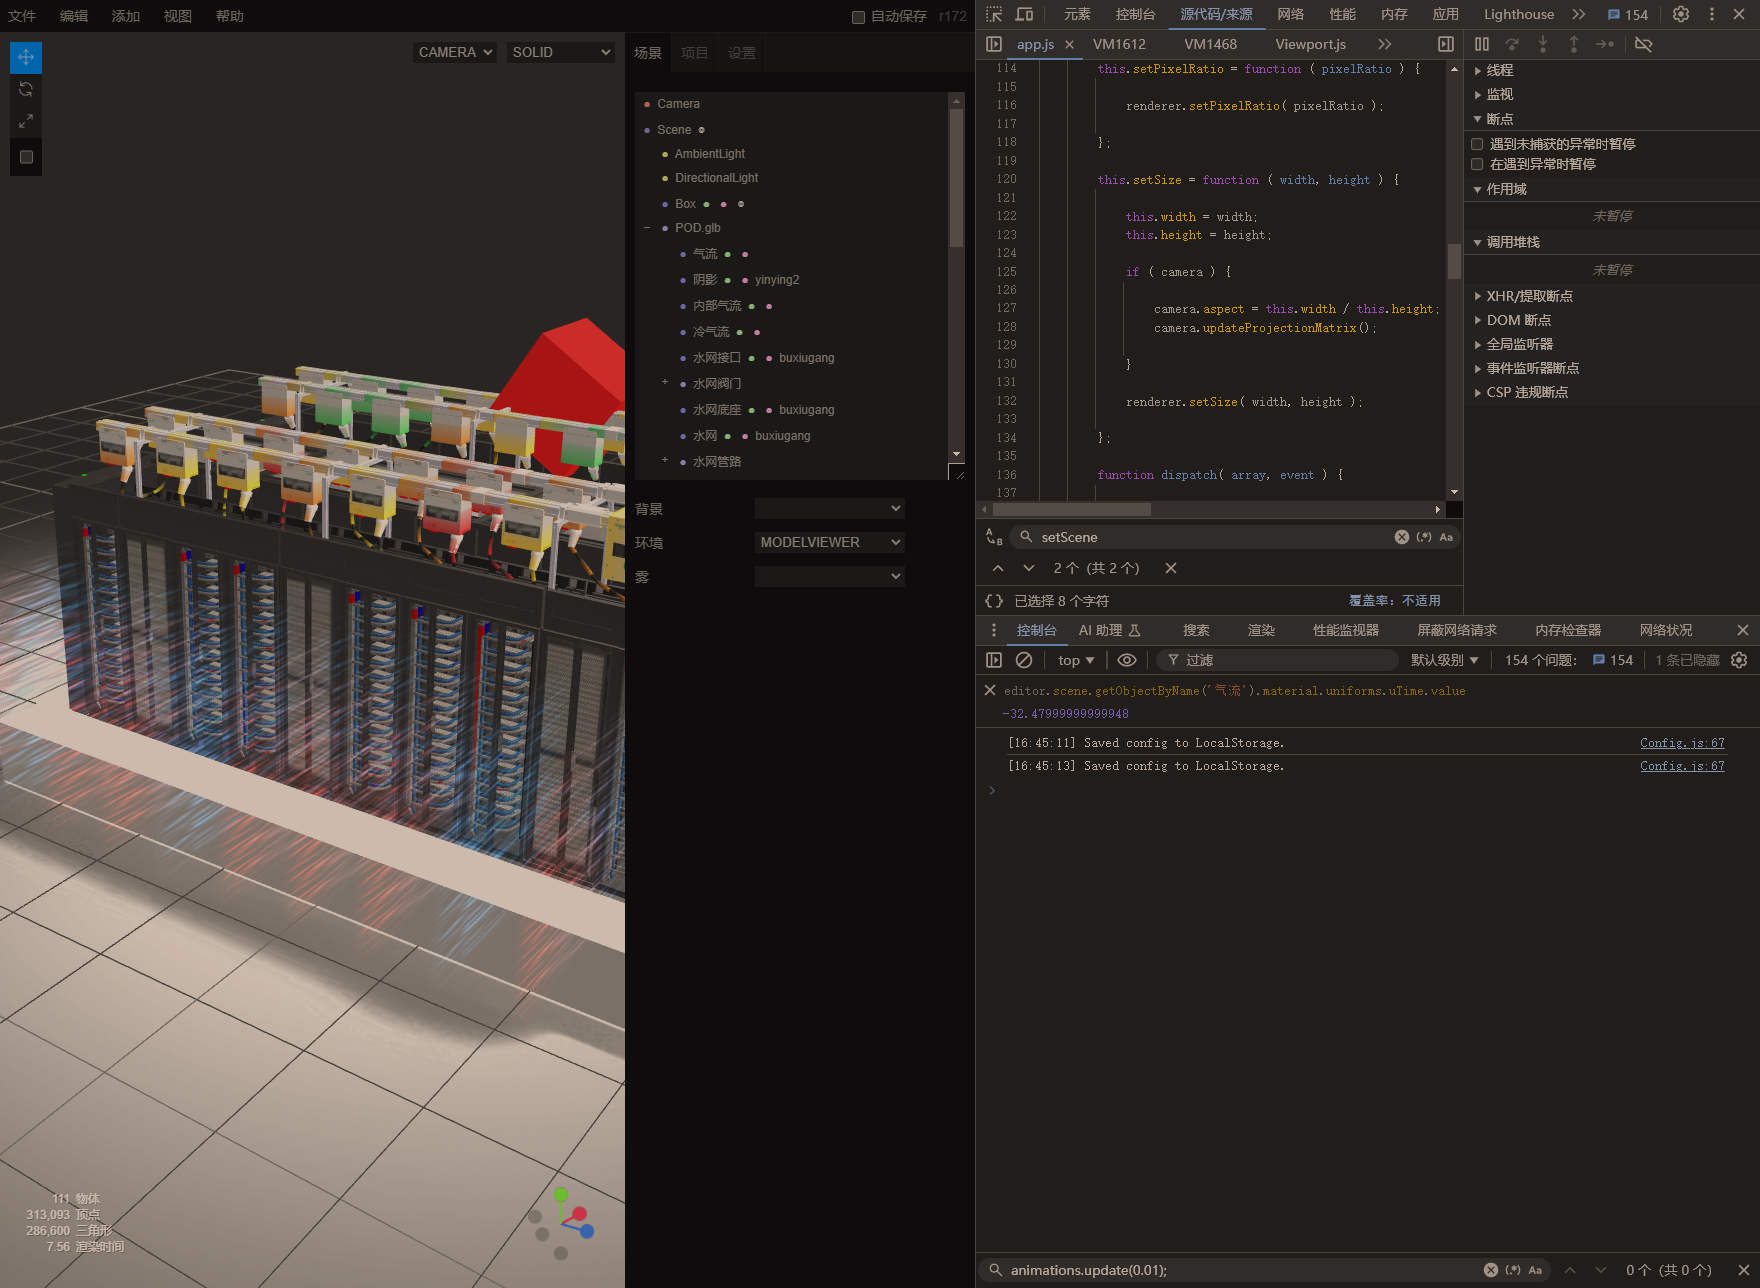 文件 编辑 添加 视图 帮助 自动保存 r172
CAMERA SOLID
场景 项目 设置
Camera
Scene
AmbientLight
DirectionalLight
Box
POD.glb
气流
阴影 yinying2
内部气流
冷气流
水网接口 buxiugang
水网阀门
水网底座 buxiugang
水网 buxiugang
水网管路
背景
环境 MODELVIEWER
雾
111 物体
313,093 顶点
286,600 三角形
7.56 渲染时间
元素 控制台 源代码/来源 网络 性能 内存 应用 Lighthouse 154
app.js VM1612 VM1468 Viewport.js
114 this.setPixelRatio = function ( pixelRatio ) {
115
116 renderer.setPixelRatio( pixelRatio );
117
118 };
119
120 this.setSize = function ( width, height ) {
121
122 this.width = width;
123 this.height = height;
124
125 if ( camera ) {
126
127 camera.aspect = this.width / this.height;
128 camera.updateProjectionMatrix();
129
130 }
131
132 renderer.setSize( width, height );
133
134 };
135
136 function dispatch( array, event ) {
137
setScene (.*) Aa
2 个 (共 2 个)
已选择 8 个字符 覆盖率：不适用
线程
监视
断点
遇到未捕获的异常时暂停
在遇到异常时暂停
作用域
未暂停
调用堆栈
未暂停
XHR/提取断点
DOM 断点
全局监听器
事件监听器断点
CSP 违规断点
控制台 AI 助理 搜索 渲染 性能监视器 屏蔽网络请求 内存检查器 网络状况
top 过滤 默认级别 154 个问题: 154 1 条已隐藏
editor.scene.getObjectByName('气流').material.uniforms.uTime.value
-32.47999999999948
[16:45:11] Saved config to LocalStorage. Config.js:67
[16:45:13] Saved config to LocalStorage. Config.js:67
animations.update(0.01); (.*) Aa 0 个 (共 0 个)